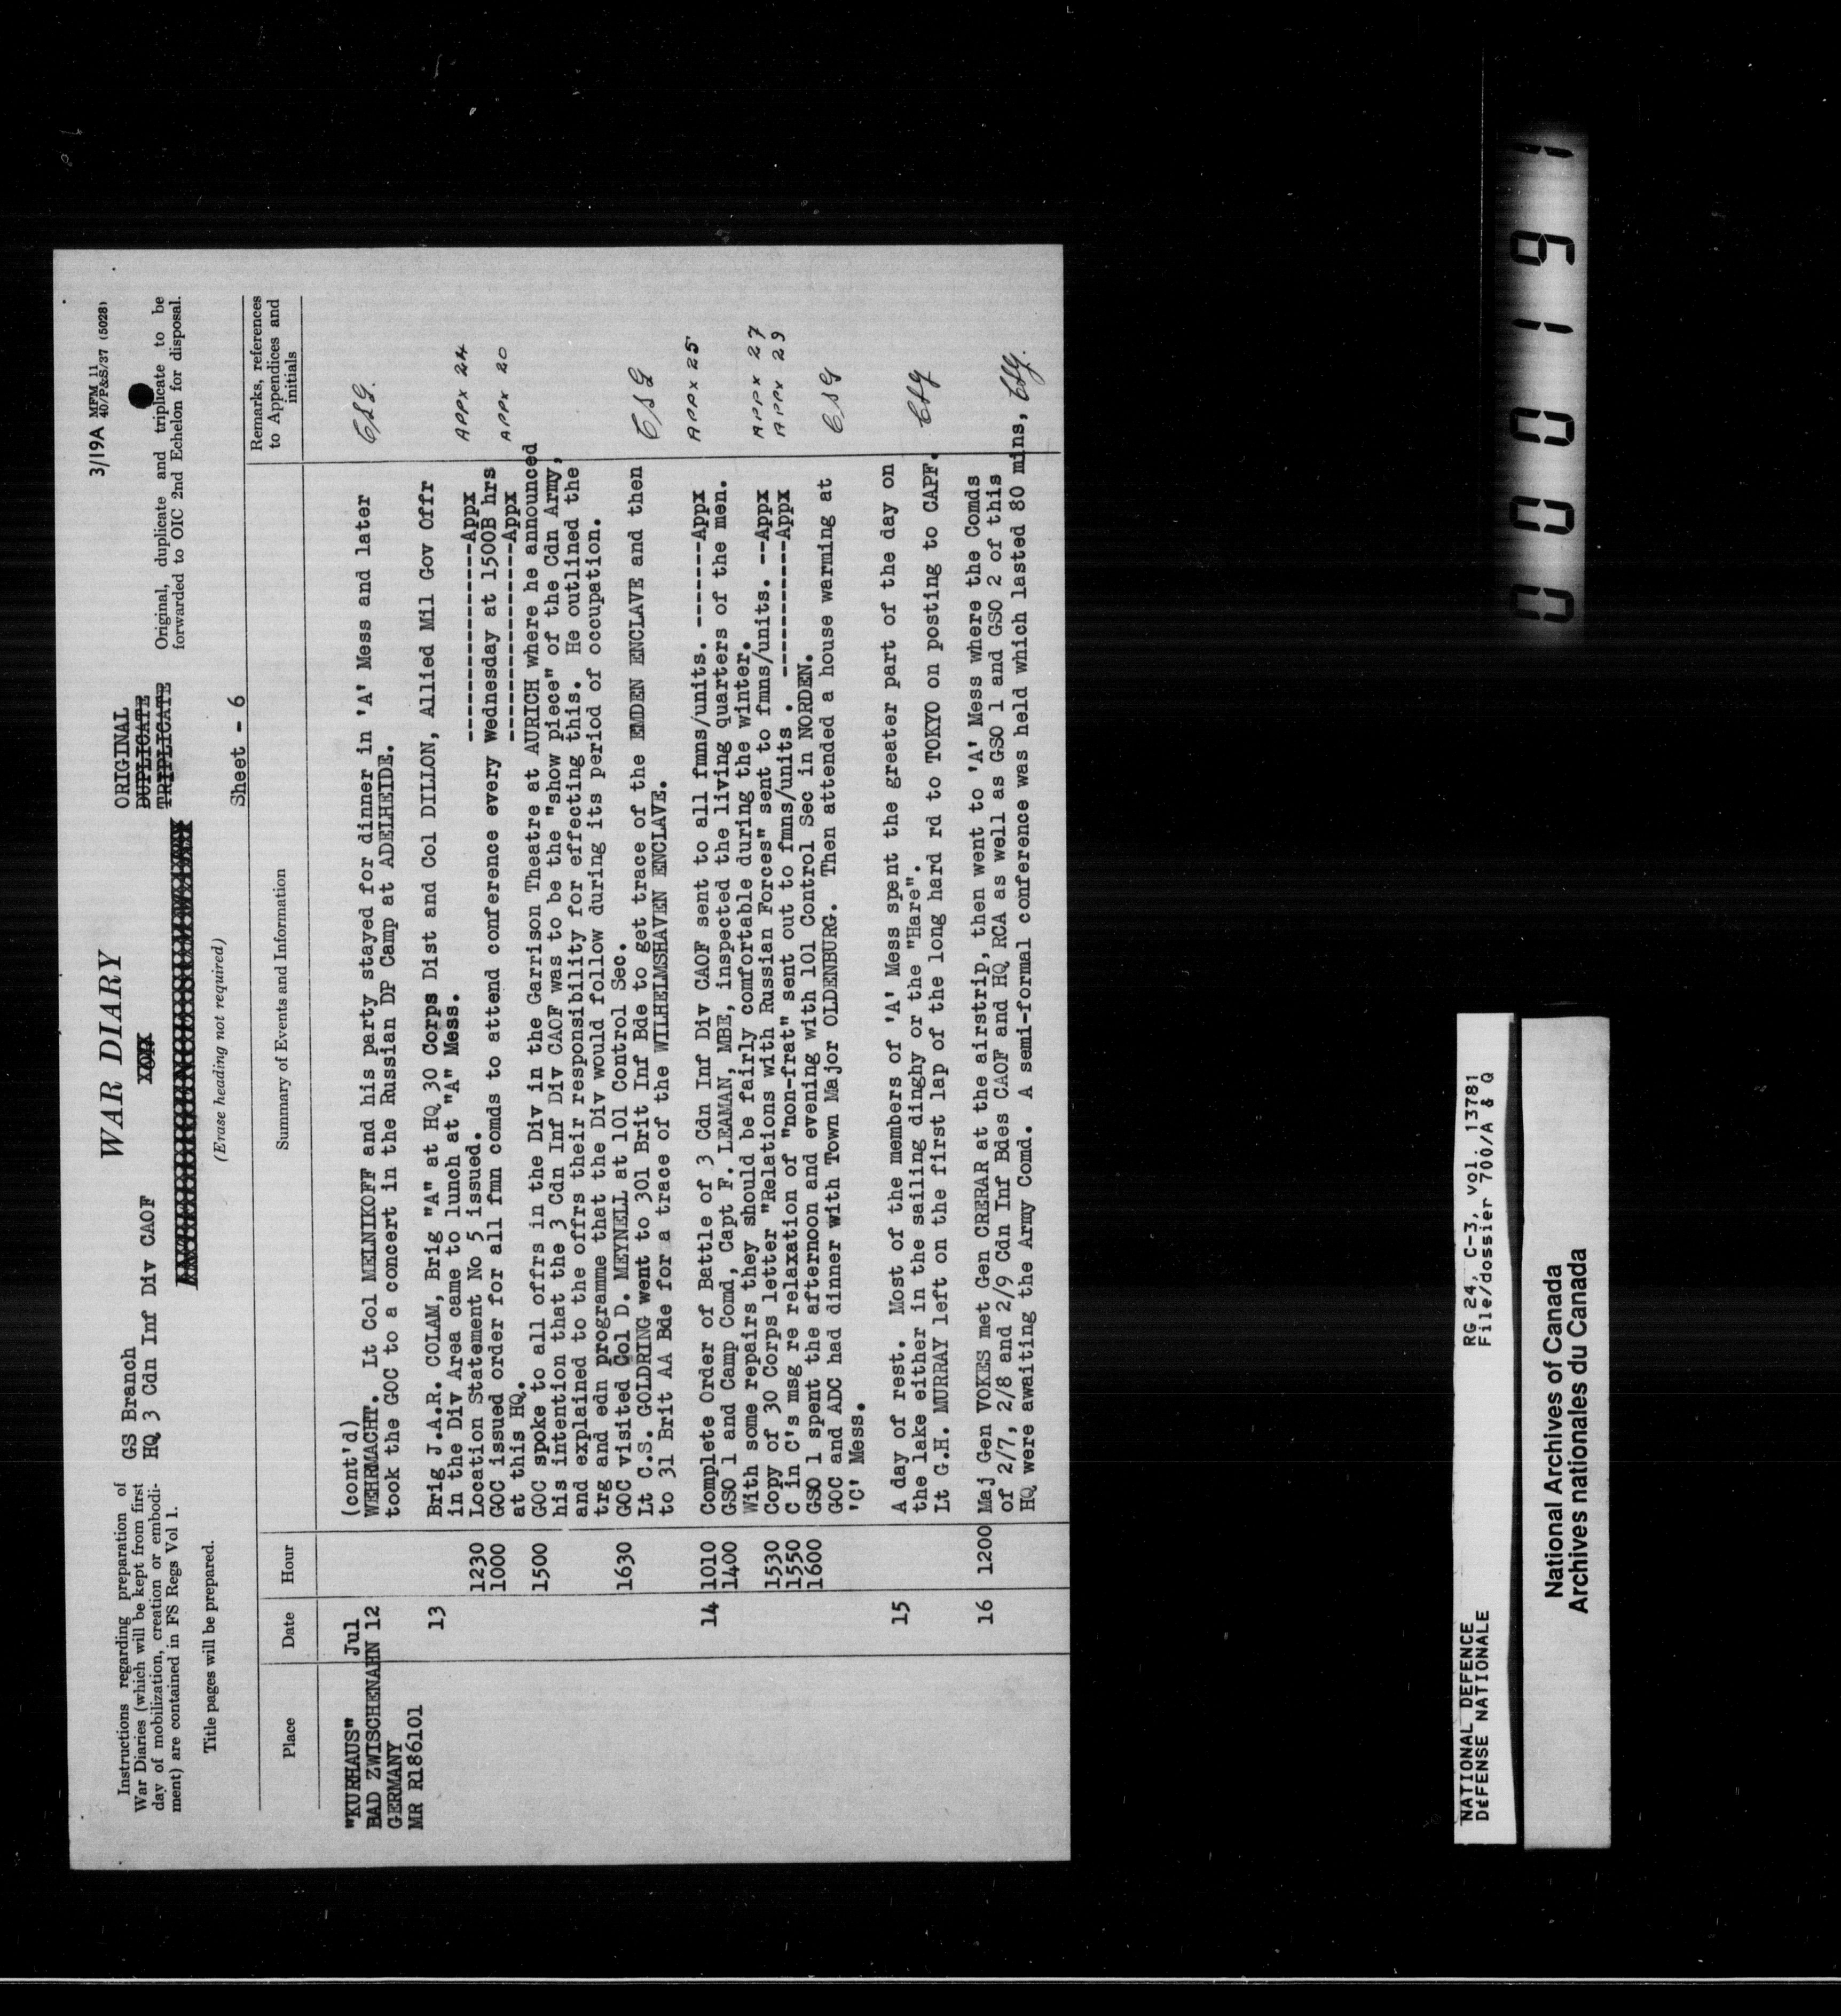 3/19A MFM 11
40/P&S/37 (5028)
Instructions regarding preparation of
War Diaries (which will be kept from first
day of mobilization, creation or embodi-
ment) are contained in FS Regs Vol 1.
Title pages will be prepared.
GS Branch
HQ 3 Cdn Inf Div CAOF
WAR DIARY
(Erase heading not required)
ORIGINAL
DUPLICATE
TRIPLICATE
Sheet - 6
Original, duplicate and triplicate to be
forwarded to OIC 2nd Echelon for disposal.
Place Date Hour Summary of Events and Information Remarks, references
to Appendices and
initials
"KURHAUS" Jul (cont'd)
BAD ZWISCHENAHN 12 WEHRMACHT. Lt Col MELNIKOFF and his party stayed for dinner in 'A' Mess and later
GERMANY took the GOC to a concert in the Russian DP Camp at ADELHEIDE. CSG.
MR R186101
13 Brig J.A.R. COLAM, Brig "A" at HQ 30 Corps Dist and Col DILLON, Allied Mil Gov Offr
in the Div Area came to lunch at "A" Mess.
1230 Location Statement No 5 issued. ----------------Appx APPX 24
1000 GOC issued order for all fmn comds to attend conference every Wednesday at 1500B hrs
at this HQ. ----------------Appx APPX 20
1500 GOC spoke to all offrs in the Div in the Garrison Theatre at AURICH where he announced
his intention that the 3 Cdn Inf Div CAOF was to be the "show piece" of the Cdn Army,
and explained to the offrs their responsibility for effecting this. He outlined the
trg and edn programme that the Div would follow during its period of occupation.
1630 GOC visited Col D. MEYNELL at 101 Control Sec.
Lt C.S. GOLDRING went to 301 Brit Inf Bde to get trace of the EMDEN ENCLAVE and then
to 31 Brit AA Bde for a trace of the WILHELMSHAVEN ENCLAVE. CSG
14 1010 Complete Order of Battle of 3 Cdn Inf Div CAOF sent to all fmns/units. --------Appx APPX 25
1400 GSO 1 and Camp Comd, Capt F. LEAMAN, MBE, inspected the living quarters of the men.
With some repairs they should be fairly comfortable during the winter.
1530 Copy of 30 Corps letter "Relations with Russian Forces" sent to fmns/units. --Appx APPX 27
1550 C in C's msg re relaxation of "non-frat" sent out to fmns/units . -----------Appx APPX 29
1600 GSO 1 spent the afternoon and evening with 101 Control Sec in NORDEN.
GOC and ADC had dinner with Town Major OLDENBURG. Then attended a house warming at
'C' Mess. CSG
15 A day of rest. Most of the members of 'A' Mess spent the greater part of the day on
the lake either in the sailing dinghy or the "Hare".
Lt G.H. MURRAY left on the first lap of the long hard rd to TOKYO on posting to CAPF. CSG
16 1200 Maj Gen VOKES met Gen CRERAR at the airstrip, then went to 'A' Mess where the Comds
of 2/7, 2/8 and 2/9 Cdn Inf Bdes CAOF and HQ RCA as well as GSO 1 and GSO 2 of this
HQ were awaiting the Army Comd. A semi-formal conference was held which lasted 80 mins, CSG.
NATIONAL DEFENCE RG 24, C-3, vol. 13781
DÉFENSE NATIONALE File/dossier 700/A & Q
National Archives of Canada
Archives nationales du Canada
000191